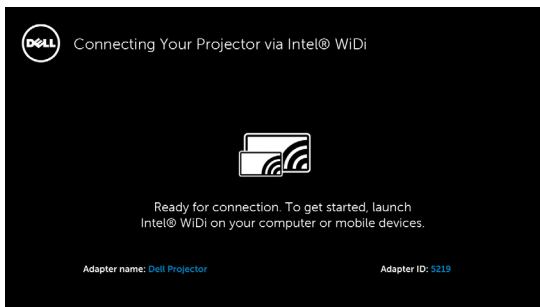 DELL
Connecting Your Projector via Intel® WiDi
Ready for connection. To get started, launch
Intel® WiDi on your computer or mobile devices.
Adapter name: Dell Projector
Adapter ID: 5219